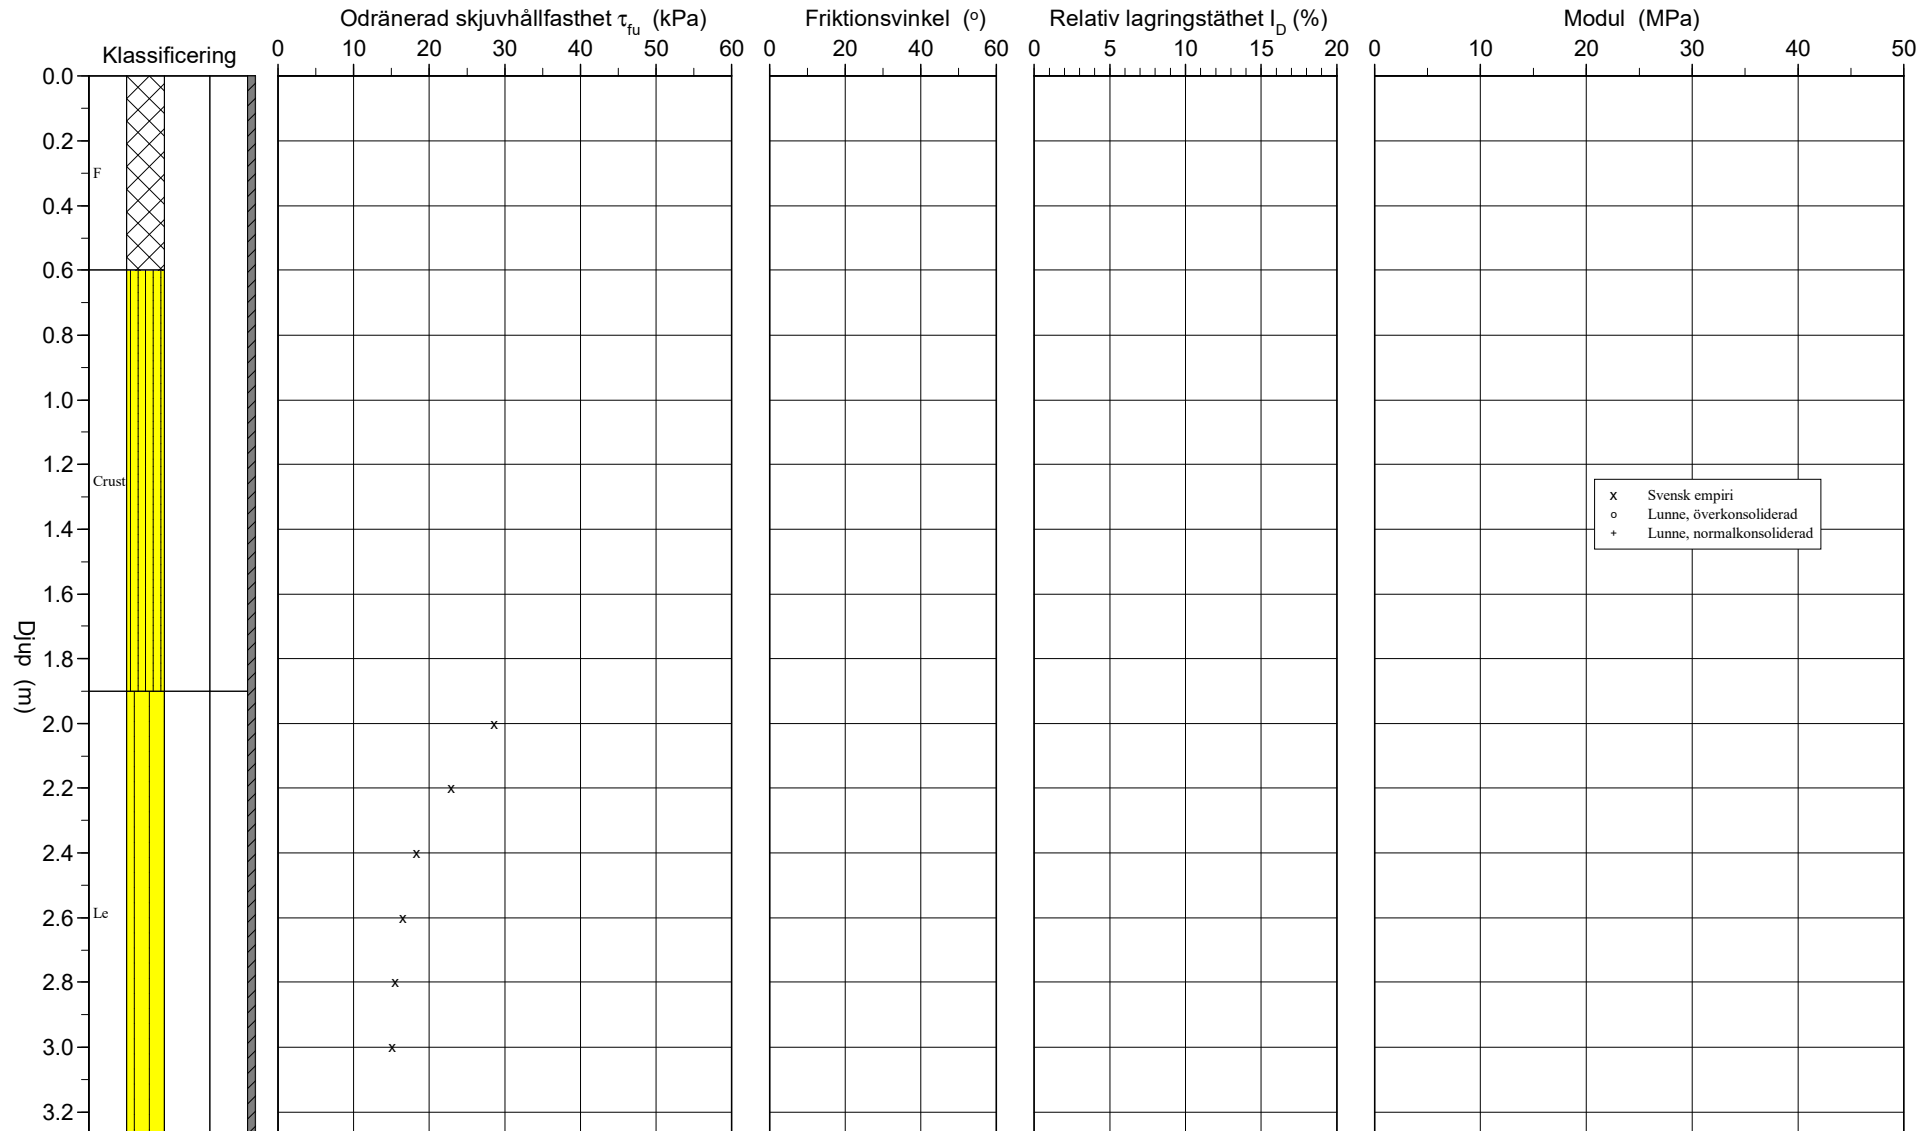 Odränerad skjuvhållfasthet τfu (kPa)
Friktionsvinkel (o)
Relativ lagringstäthet ID (%)
Modul (MPa)
Klassificering
0 10 20 30 40 50 60
0 20 40 60
0 5 10 15 20
0 10 20 30 40 50
0.0
0.2
F
0.4
0.6
0.8
1.0
1.2
Crust
1.4
1.6
1.8
2.0
2.2
2.4
2.6
Le
2.8
3.0
3.2
Djup (m)
x Svensk empiri
o Lunne, överkonsoliderad
+ Lunne, normalkonsoliderad